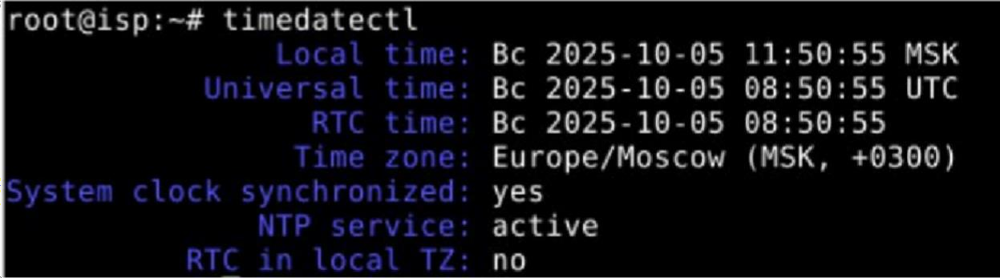 root@isp:~# timedatectl
Local time: Вс 2025-10-05 11:50:55 MSK
Universal time: Вс 2025-10-05 08:50:55 UTC
RTC time: Вс 2025-10-05 08:50:55
Time zone: Europe/Moscow (MSK, +0300)
System clock synchronized: yes
NTP service: active
RTC in local TZ: no